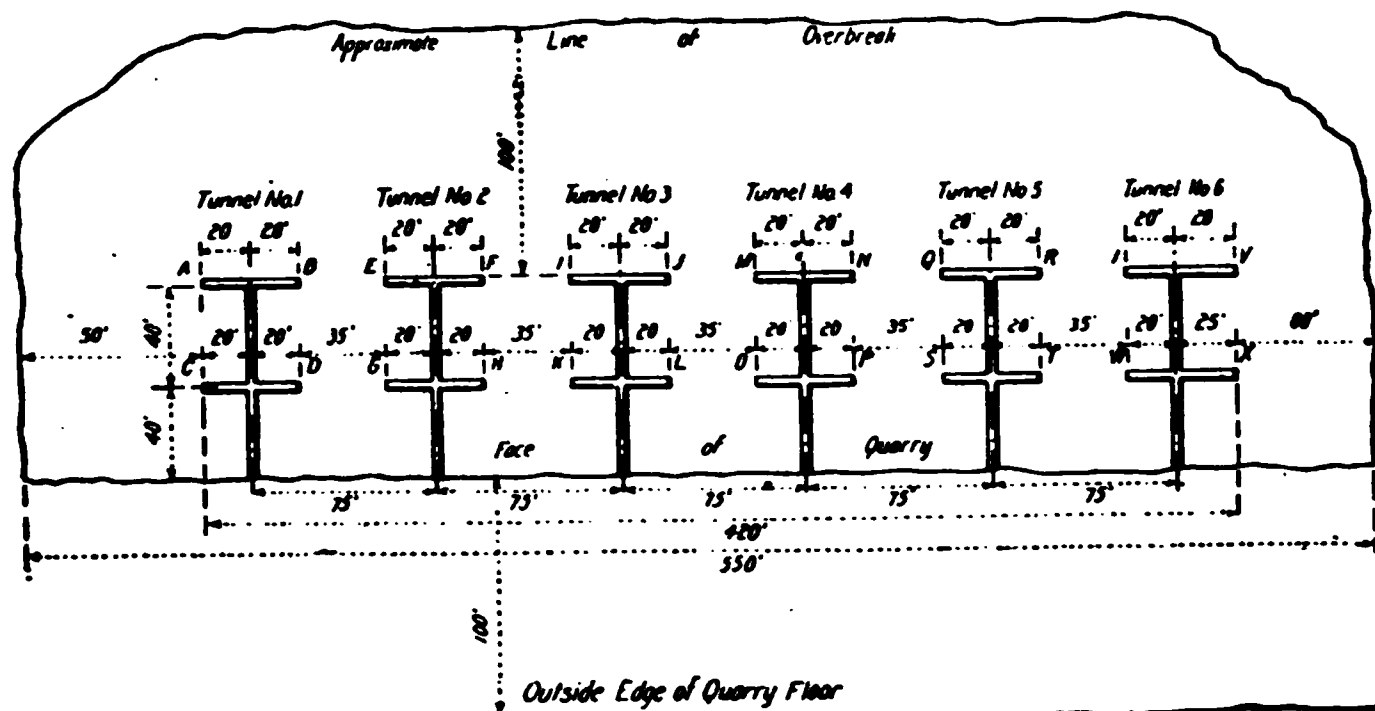 Approximate Line of Overbreak
100'
Tunnel No.1 Tunnel No 2 Tunnel No 3 Tunnel No.4 Tunnel No 5 Tunnel No 6
20 20' 20' 20' 20' 20' 20' 20' 20' 20' 20' 20
A B E F I J M N Q R I V
40'
50' 20' 20' 35' 20' 20 35' 20 20 35' 20 20 35' 20 20' 35' 20' 25' 60'
C D G H K L O P S T W X
40'
Face of Quarry
75' 75' 75' 75' 75'
420'
550'
100'
Outside Edge of Quarry Floor